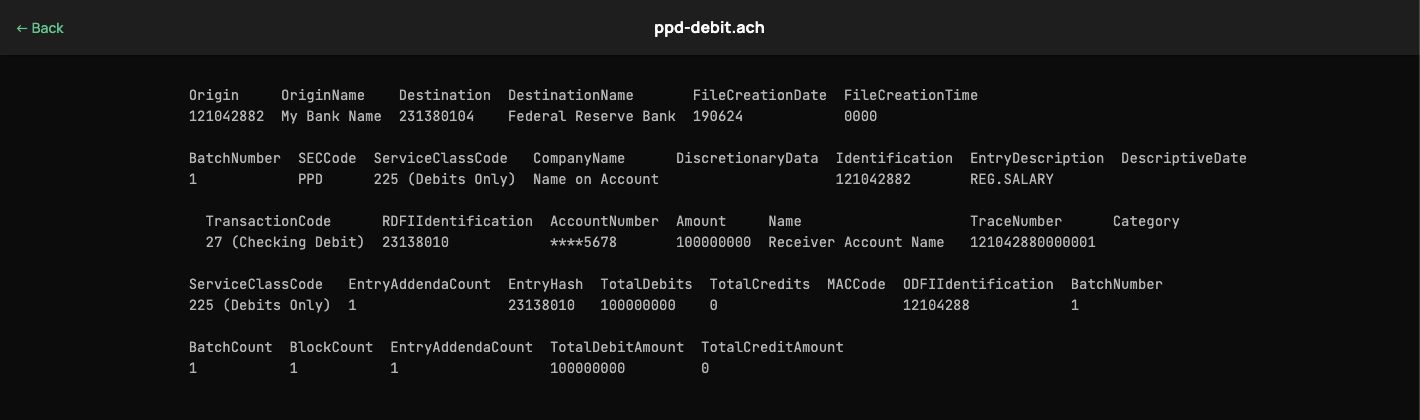 ← Back
ppd-debit.ach
Origin     OriginName    Destination  DestinationName       FileCreationDate  FileCreationTime
121042882  My Bank Name  231380104    Federal Reserve Bank  190624            0000
BatchNumber  SECCode  ServiceClassCode   CompanyName      DiscretionaryData  Identification  EntryDescription  DescriptiveDate
1            PPD      225 (Debits Only)  Name on Account                     121042882       REG.SALARY
TransactionCode      RDFIIdentification  AccountNumber  Amount     Name                    TraceNumber      Category
27 (Checking Debit)  23138010            ****5678       100000000  Receiver Account Name   121042880000001
ServiceClassCode   EntryAddendaCount  EntryHash  TotalDebits  TotalCredits  MACCode  ODFIIdentification  BatchNumber
225 (Debits Only)  1                  23138010   100000000    0                      12104288            1
BatchCount  BlockCount  EntryAddendaCount  TotalDebitAmount  TotalCreditAmount
1           1           1                  100000000         0